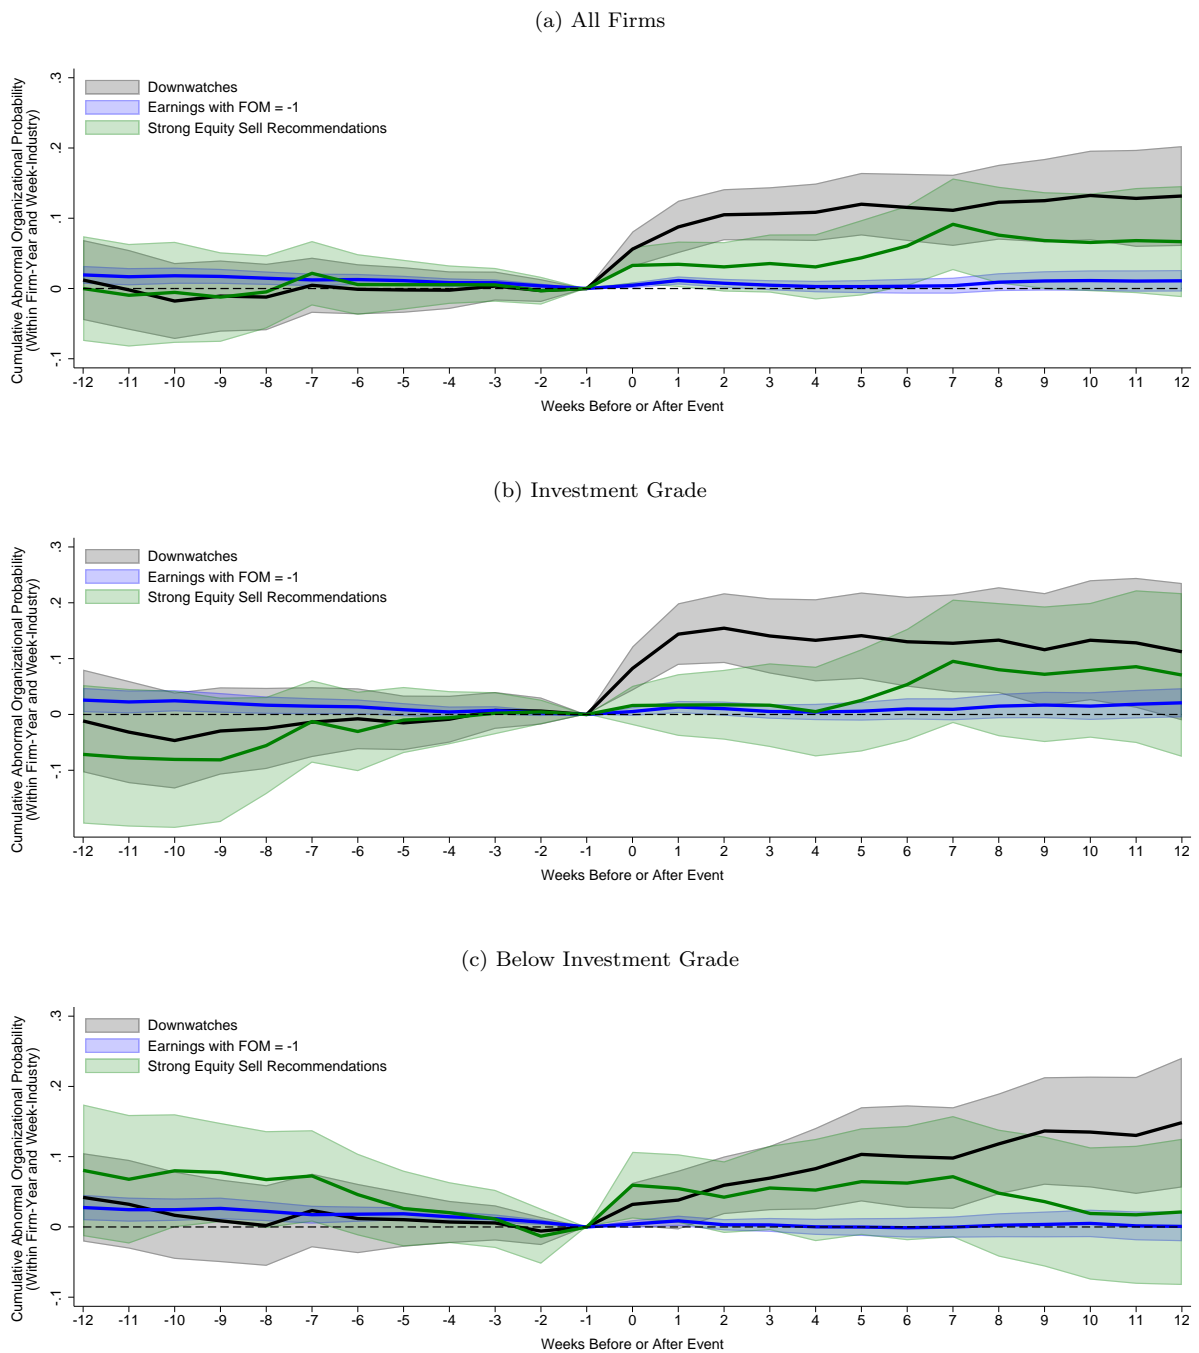 (a) All Firms
Cumulative Abnormal Organizational Probability
(Within Firm-Year and Week-Industry)
.3
.2
.1
0
-.1
Downwatches
Earnings with FOM = -1
Strong Equity Sell Recommendations
-12 -11 -10 -9 -8 -7 -6 -5 -4 -3 -2 -1 0 1 2 3 4 5 6 7 8 9 10 11 12
Weeks Before or After Event
(b) Investment Grade
Cumulative Abnormal Organizational Probability
(Within Firm-Year and Week-Industry)
.3
.2
.1
0
-.1
Downwatches
Earnings with FOM = -1
Strong Equity Sell Recommendations
-12 -11 -10 -9 -8 -7 -6 -5 -4 -3 -2 -1 0 1 2 3 4 5 6 7 8 9 10 11 12
Weeks Before or After Event
(c) Below Investment Grade
Cumulative Abnormal Organizational Probability
(Within Firm-Year and Week-Industry)
.3
.2
.1
0
-.1
Downwatches
Earnings with FOM = -1
Strong Equity Sell Recommendations
-12 -11 -10 -9 -8 -7 -6 -5 -4 -3 -2 -1 0 1 2 3 4 5 6 7 8 9 10 11 12
Weeks Before or After Event